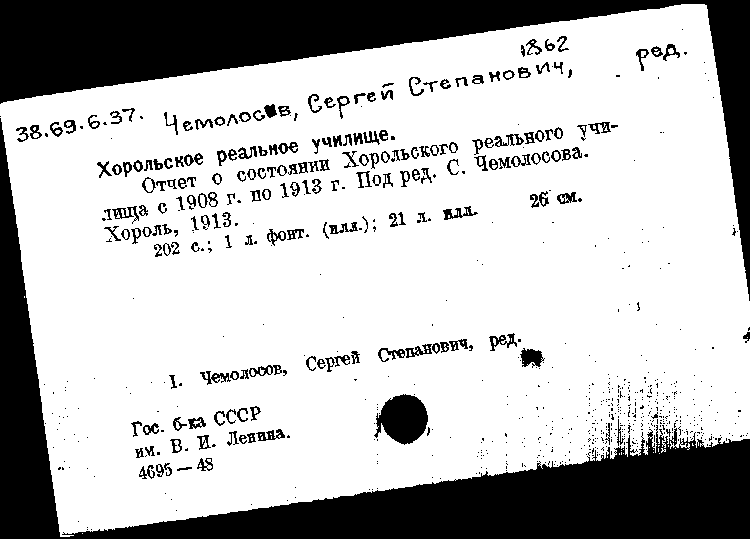 1862
38.69.6.37. Чемолосов, Сергей Степанович, ред.
Хорольское реальное училище.
Отчет о состоянии Хорольского реального учи-
лища с 1908 г. по 1913 г. Под ред. С. Чемолосова.
Хороль, 1913.
202 с.; 1 л. фонт. (илл.); 21 л. илл. 26 см.
I. Чемолосов, Сергей Степанович, ред.
Гос. б-ка СССР
им. В. И. Ленина.
4695 — 48